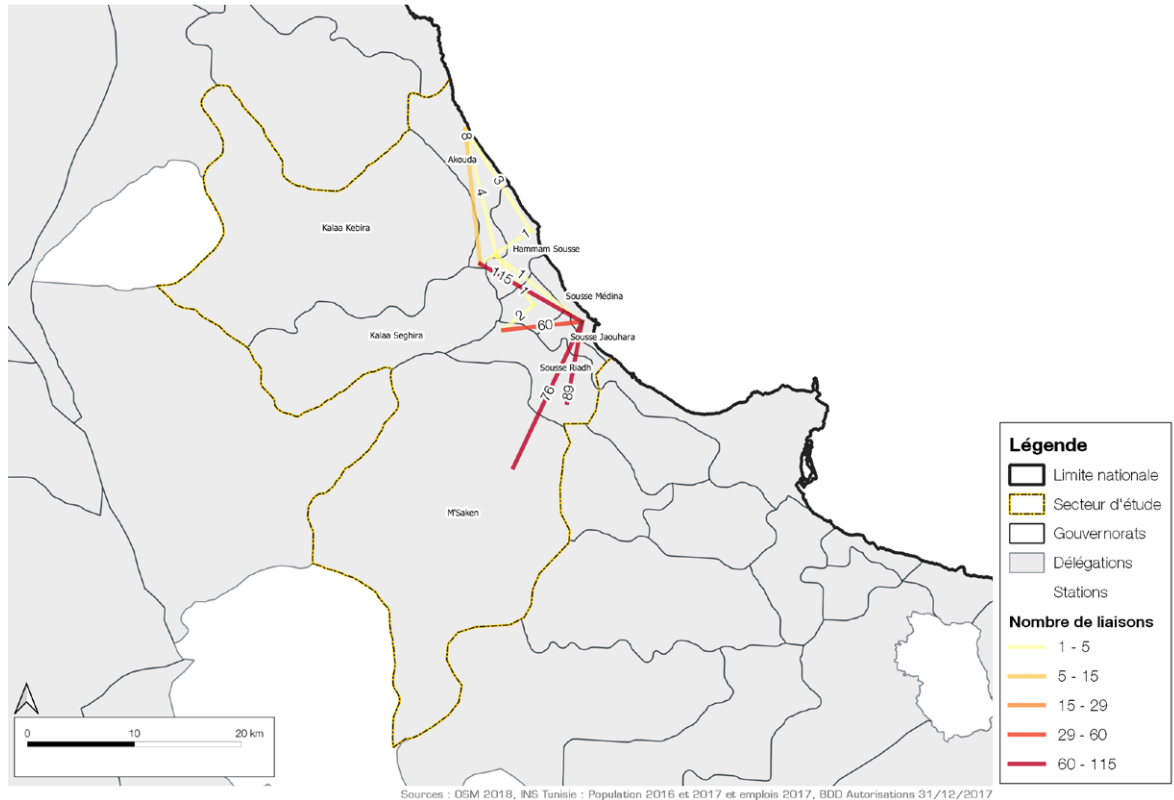 8
Akouda
3
4
Kalaa Kebira
1
Hammam Sousse
115
1
1
Sousse Médina
2
60
Kalaa Seghira
Sousse Jaouhara
Sousse Riadh
76
89
M'Saken
Légende
Limite nationale
Secteur d'étude
Gouvernorats
Délégations
Stations
Nombre de liaisons
1 - 5
5 - 15
15 - 29
29 - 60
60 - 115
0 10 20 km
Sources : OSM 2018, INS Tunisie : Population 2016 et 2017 et emplois 2017, BDD Autorisations 31/12/2017